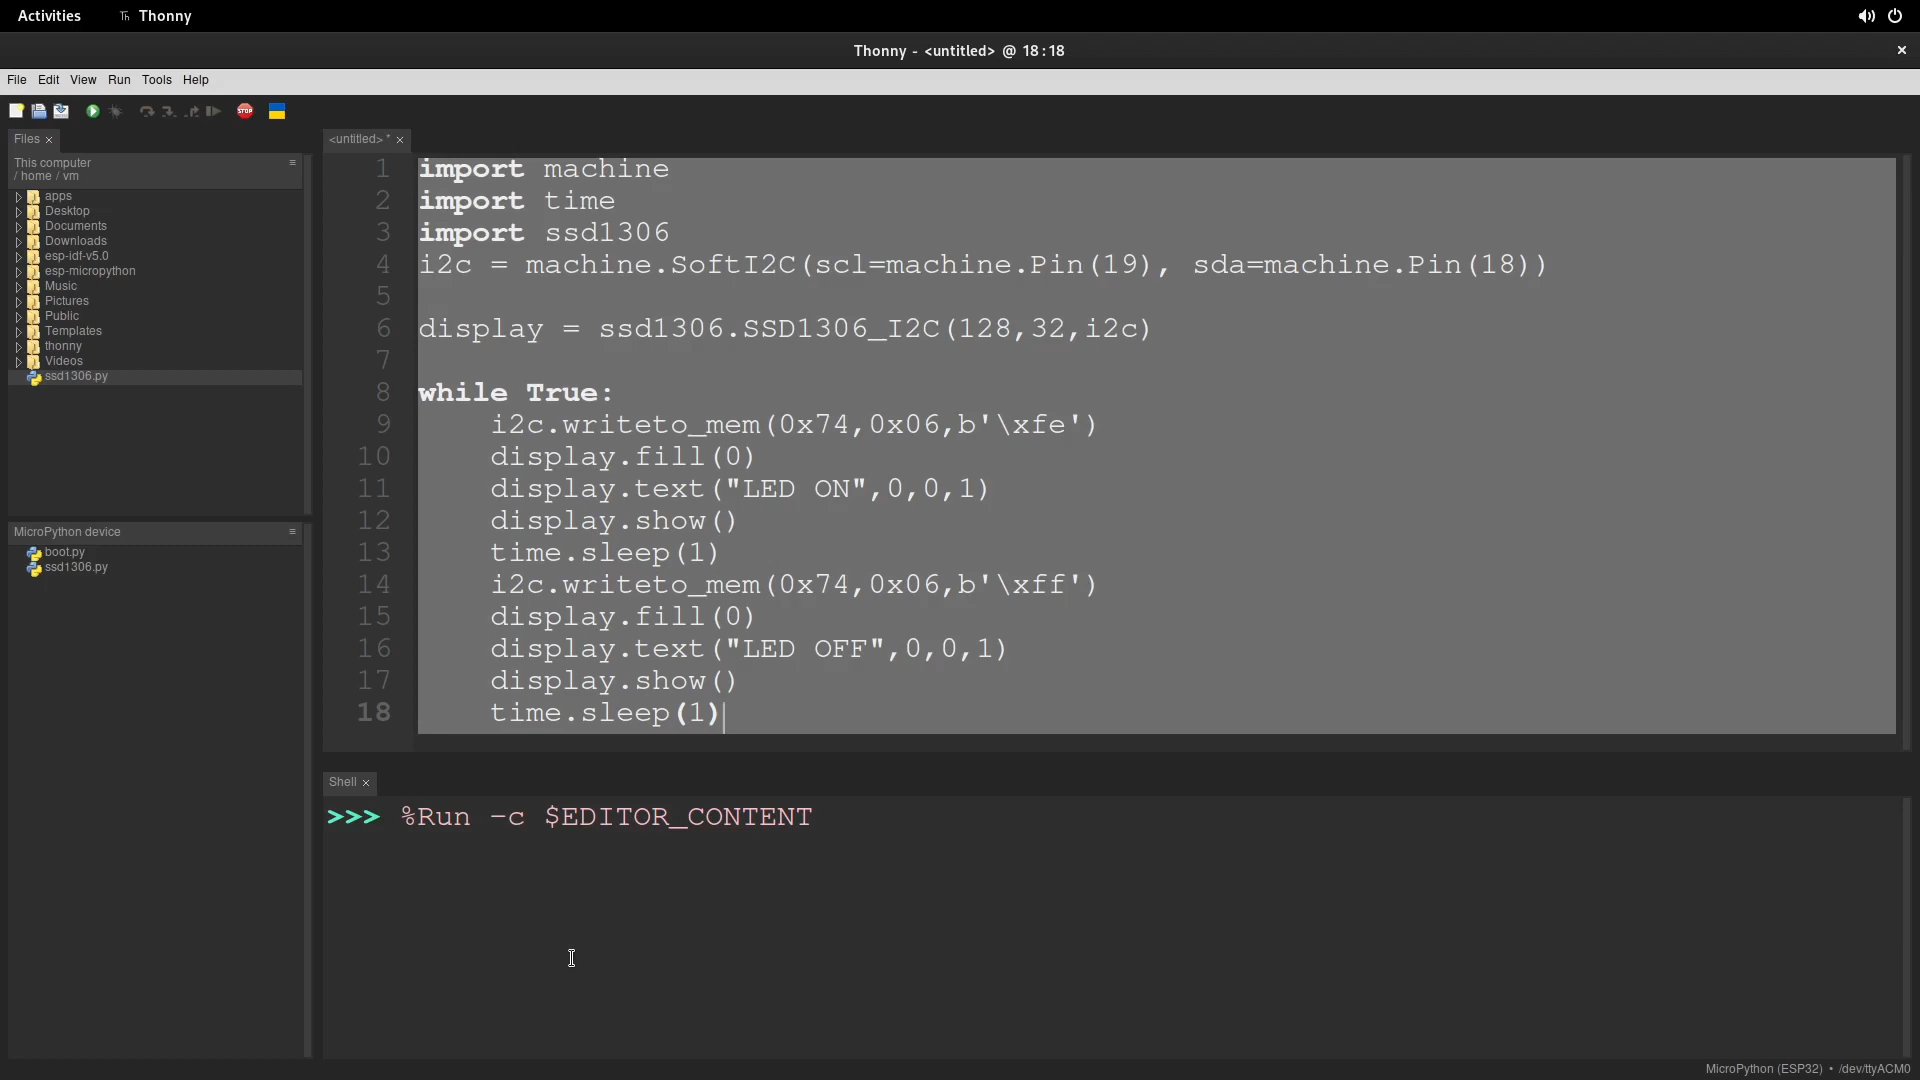 Activities
Thonny
Thonny - <untitled> @ 18:18
File Edit View Run Tools Help
STOP
Files
This computer
/ home / vm
apps
Desktop
Documents
Downloads
esp-idf-v5.0
esp-micropython
Music
Pictures
Public
Templates
thonny
Videos
ssd1306.py
MicroPython device
boot.py
ssd1306.py
<untitled> *
1 import machine
2 import time
3 import ssd1306
4 i2c = machine.SoftI2C(scl=machine.Pin(19), sda=machine.Pin(18))
5
6 display = ssd1306.SSD1306_I2C(128,32,i2c)
7
8 while True:
9     i2c.writeto_mem(0x74,0x06,b'\xfe')
10     display.fill(0)
11     display.text("LED ON",0,0,1)
12     display.show()
13     time.sleep(1)
14     i2c.writeto_mem(0x74,0x06,b'\xff')
15     display.fill(0)
16     display.text("LED OFF",0,0,1)
17     display.show()
18     time.sleep(1)
Shell
>>> %Run -c $EDITOR_CONTENT
MicroPython (ESP32) • /dev/ttyACM0